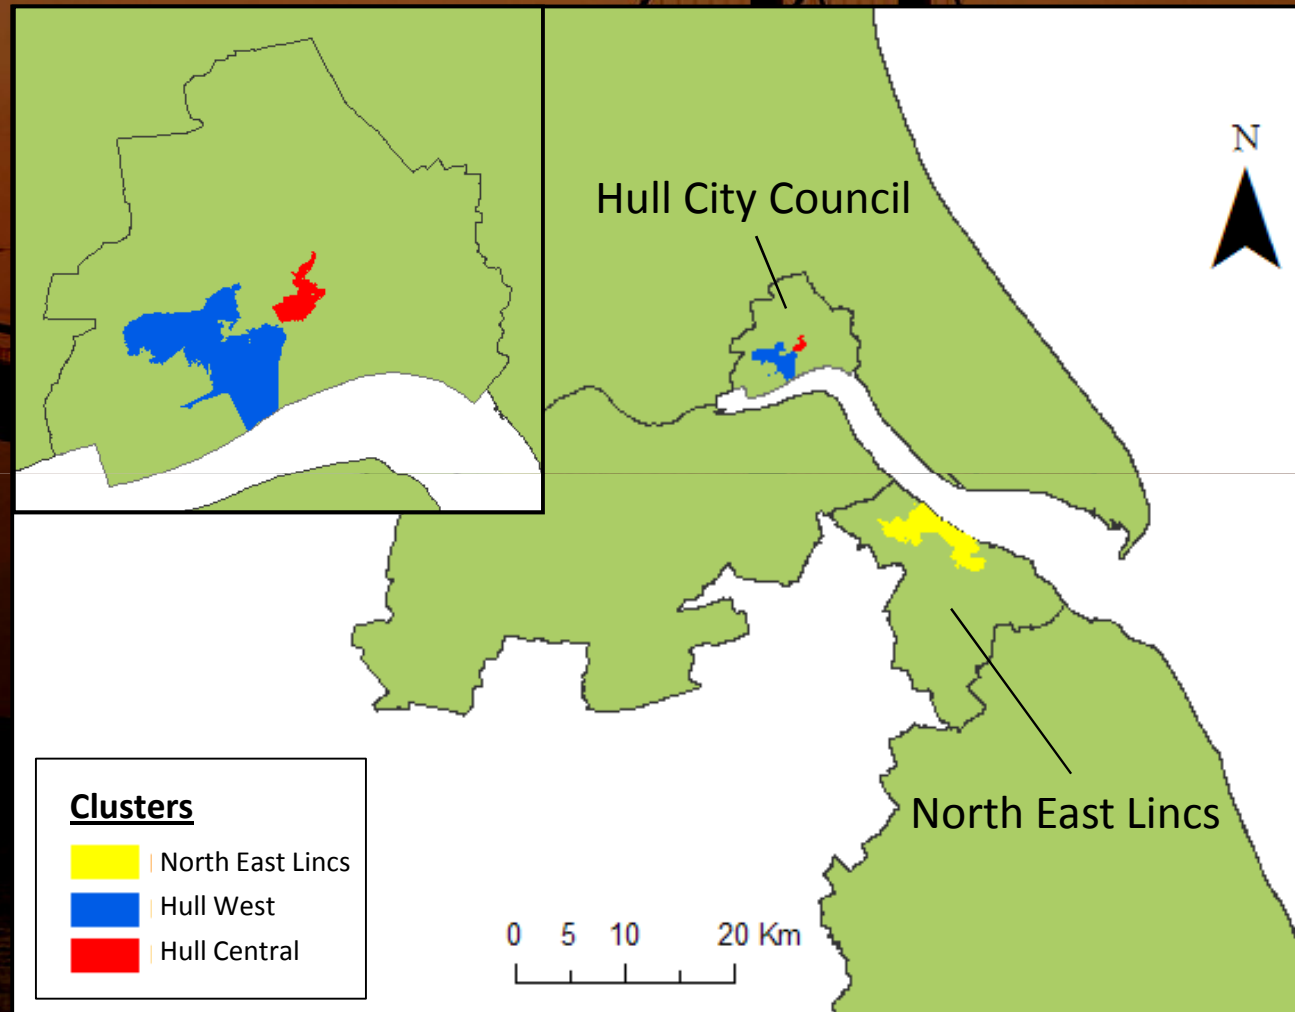 N
Hull City Council
North East Lincs
Clusters
North East Lincs
Hull West
Hull Central
0 5 10 20 Km